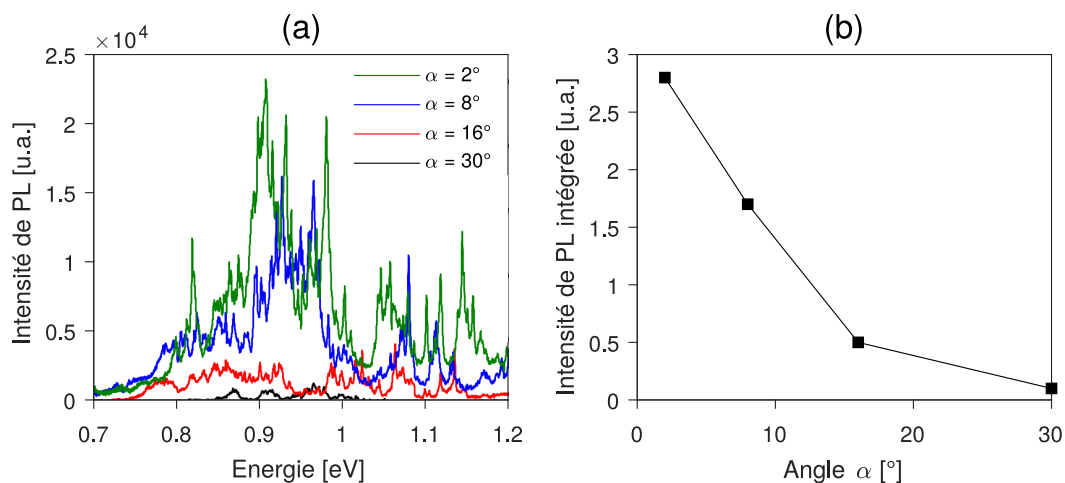 (a)
×10⁴
2.5
2
1.5
1
0.5
0
0.7
0.8
0.9
1
1.1
1.2
Intensité de PL [u.a.]
Energie [eV]
α = 2°
α = 8°
α = 16°
α = 30°
(b)
3
2.5
2
1.5
1
0.5
0
0
10
20
30
Intensité de PL intégrée [u.a.]
Angle α [°]